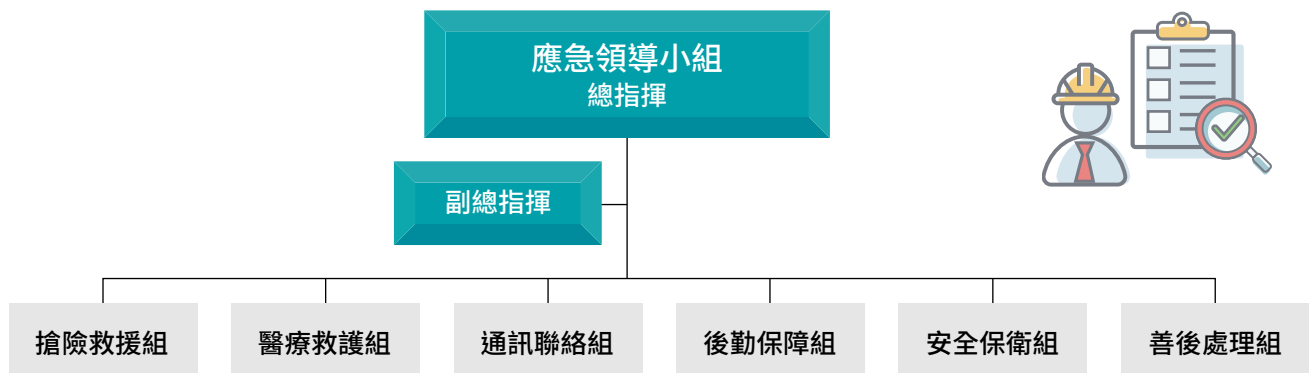 應急領導小組
總指揮
副總指揮
搶險救援組
醫療救護組
通訊聯絡組
後勤保障組
安全保衛組
善後處理組